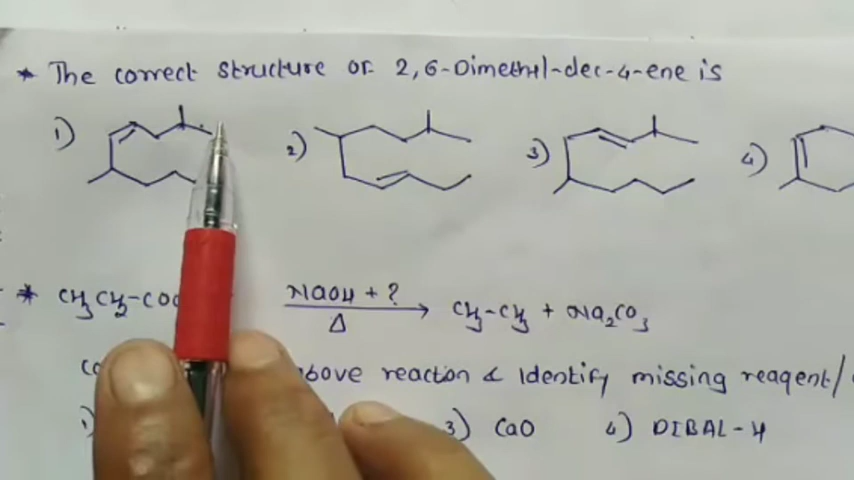 * The correct structure of 2,6-Dimethyl-dec-4-ene is
1) 2) 3) 4)
* CH3CH2-COO NaOH + ? Δ CH3-CH3 + Na2CO3
above reaction & Identify missing reagent/
1) 3) CaO 4) DIBAL-H